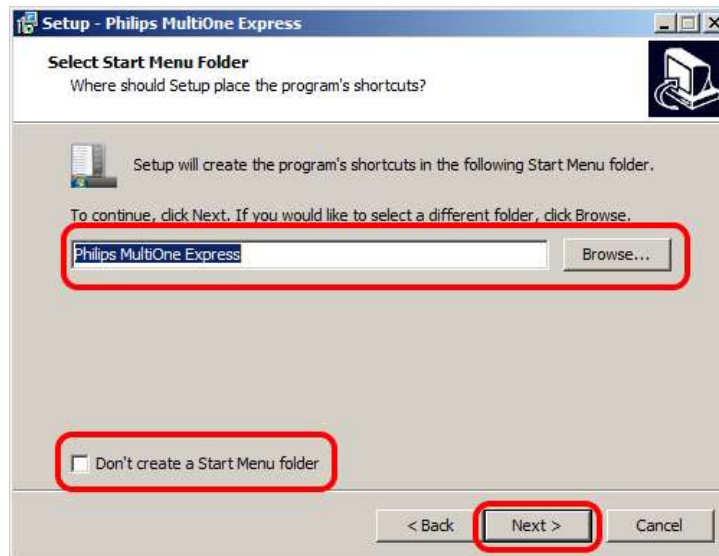 Setup - Philips MultiOne Express
Select Start Menu Folder
Where should Setup place the program's shortcuts?
Setup will create the program's shortcuts in the following Start Menu folder.
To continue, click Next. If you would like to select a different folder, click Browse.
Philips MultiOne Express
Browse...
Don't create a Start Menu folder
< Back
Next >
Cancel